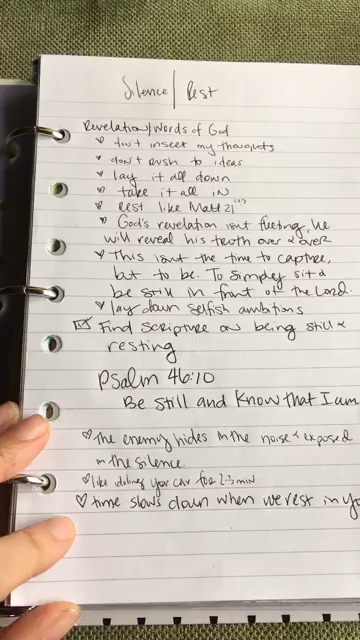 Silence | Rest
Revelation/Words of God
♡ don't insert my thoughts
♡ don't rush to ideas
♡ lay it all down
♡ take it all in
♡ Rest like Matt 21
♡ God's revelation isn't fleeting, he
will reveal his truth over & over
♡ This isn't the time to capture,
but to be. To simply sit &
be still in front of the Lord.
♡ lay down selfish ambitions
☑ Find scripture on being still &
resting
Psalm 46:10
Be still and know that I am
♡ the enemy hides in the noise & exposed
in the silence.
♡ like idling your car for 2-3 min
♡ time slows down when we rest in